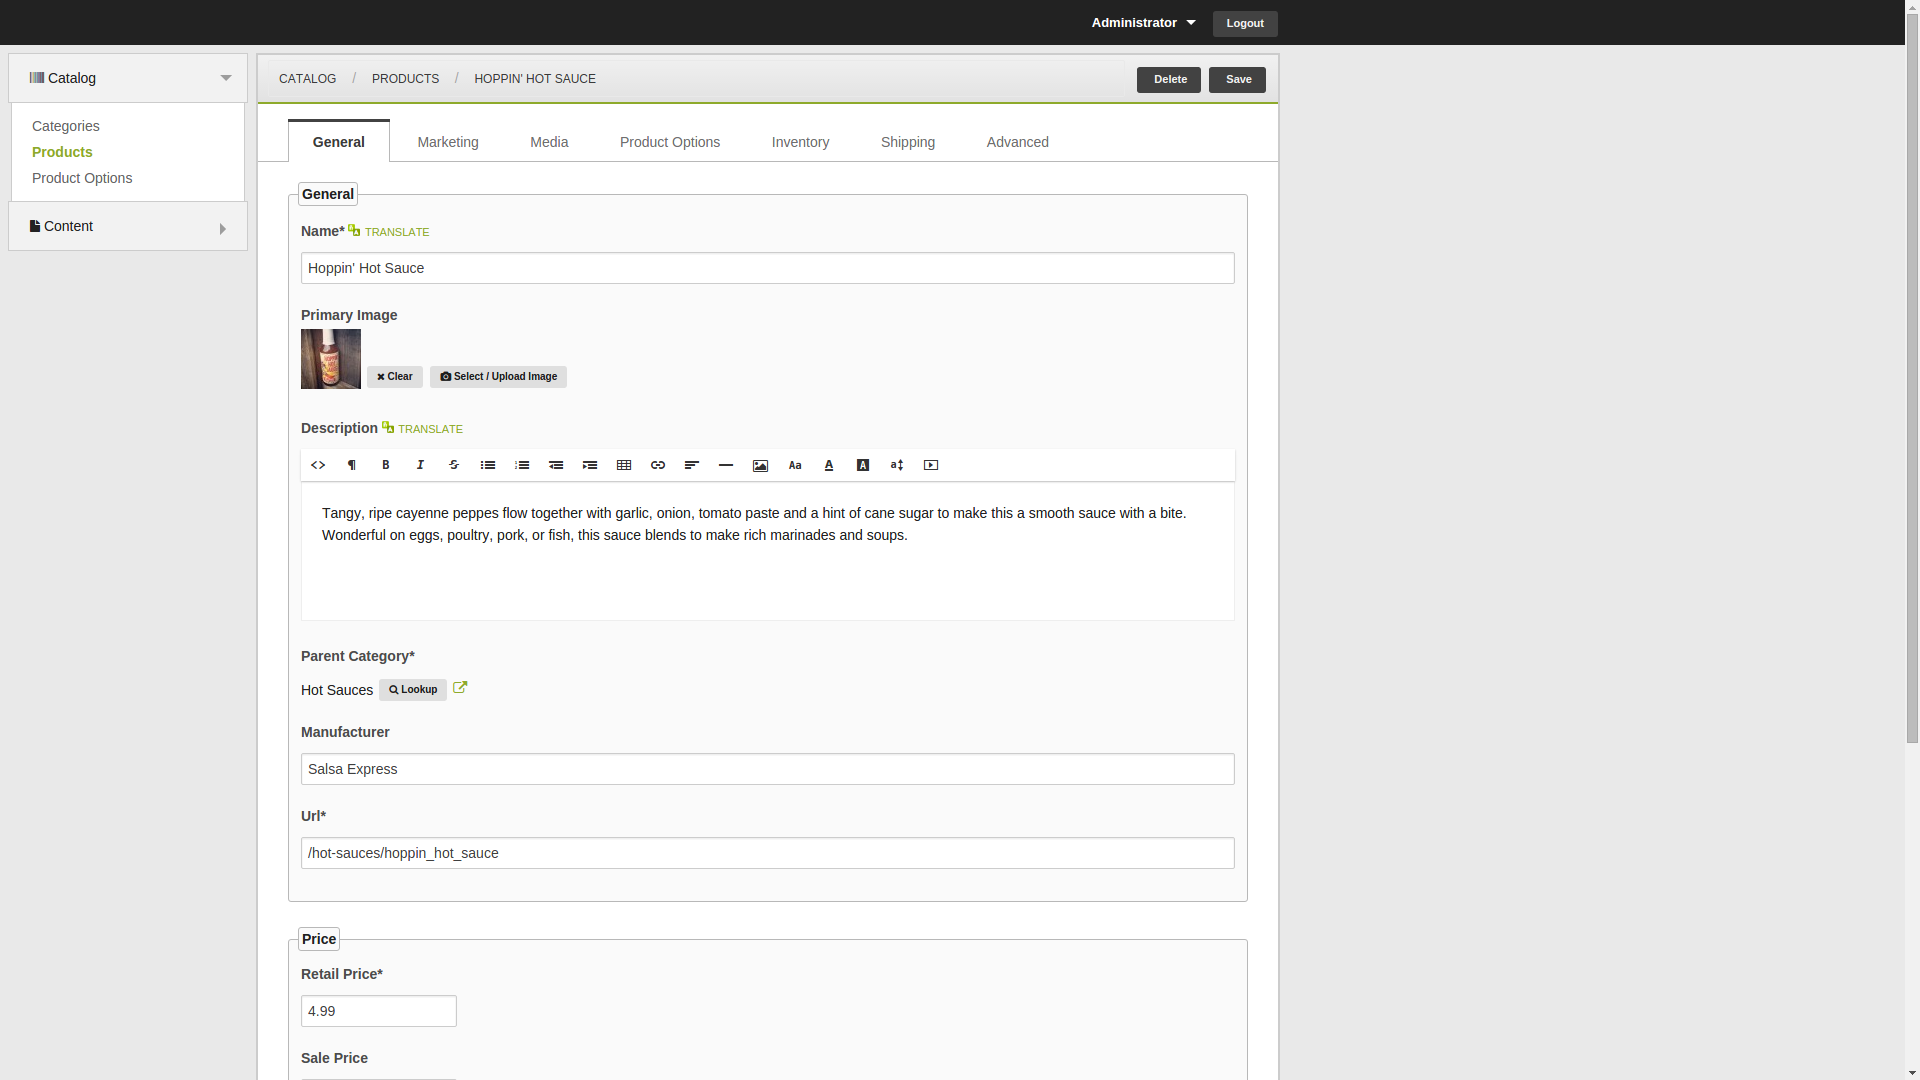 Administrator
Logout
Catalog
Categories
Products
Product Options
Content
CATALOG / PRODUCTS / HOPPIN' HOT SAUCE
Delete
Save
General
Marketing
Media
Product Options
Inventory
Shipping
Advanced
General
Name* TRANSLATE
Hoppin' Hot Sauce
Primary Image
Clear
Select / Upload Image
Description TRANSLATE
Tangy, ripe cayenne peppes flow together with garlic, onion, tomato paste and a hint of cane sugar to make this a smooth sauce with a bite.
Wonderful on eggs, poultry, pork, or fish, this sauce blends to make rich marinades and soups.
Parent Category*
Hot Sauces
Lookup
Manufacturer
Salsa Express
Url*
/hot-sauces/hoppin_hot_sauce
Price
Retail Price*
4.99
Sale Price